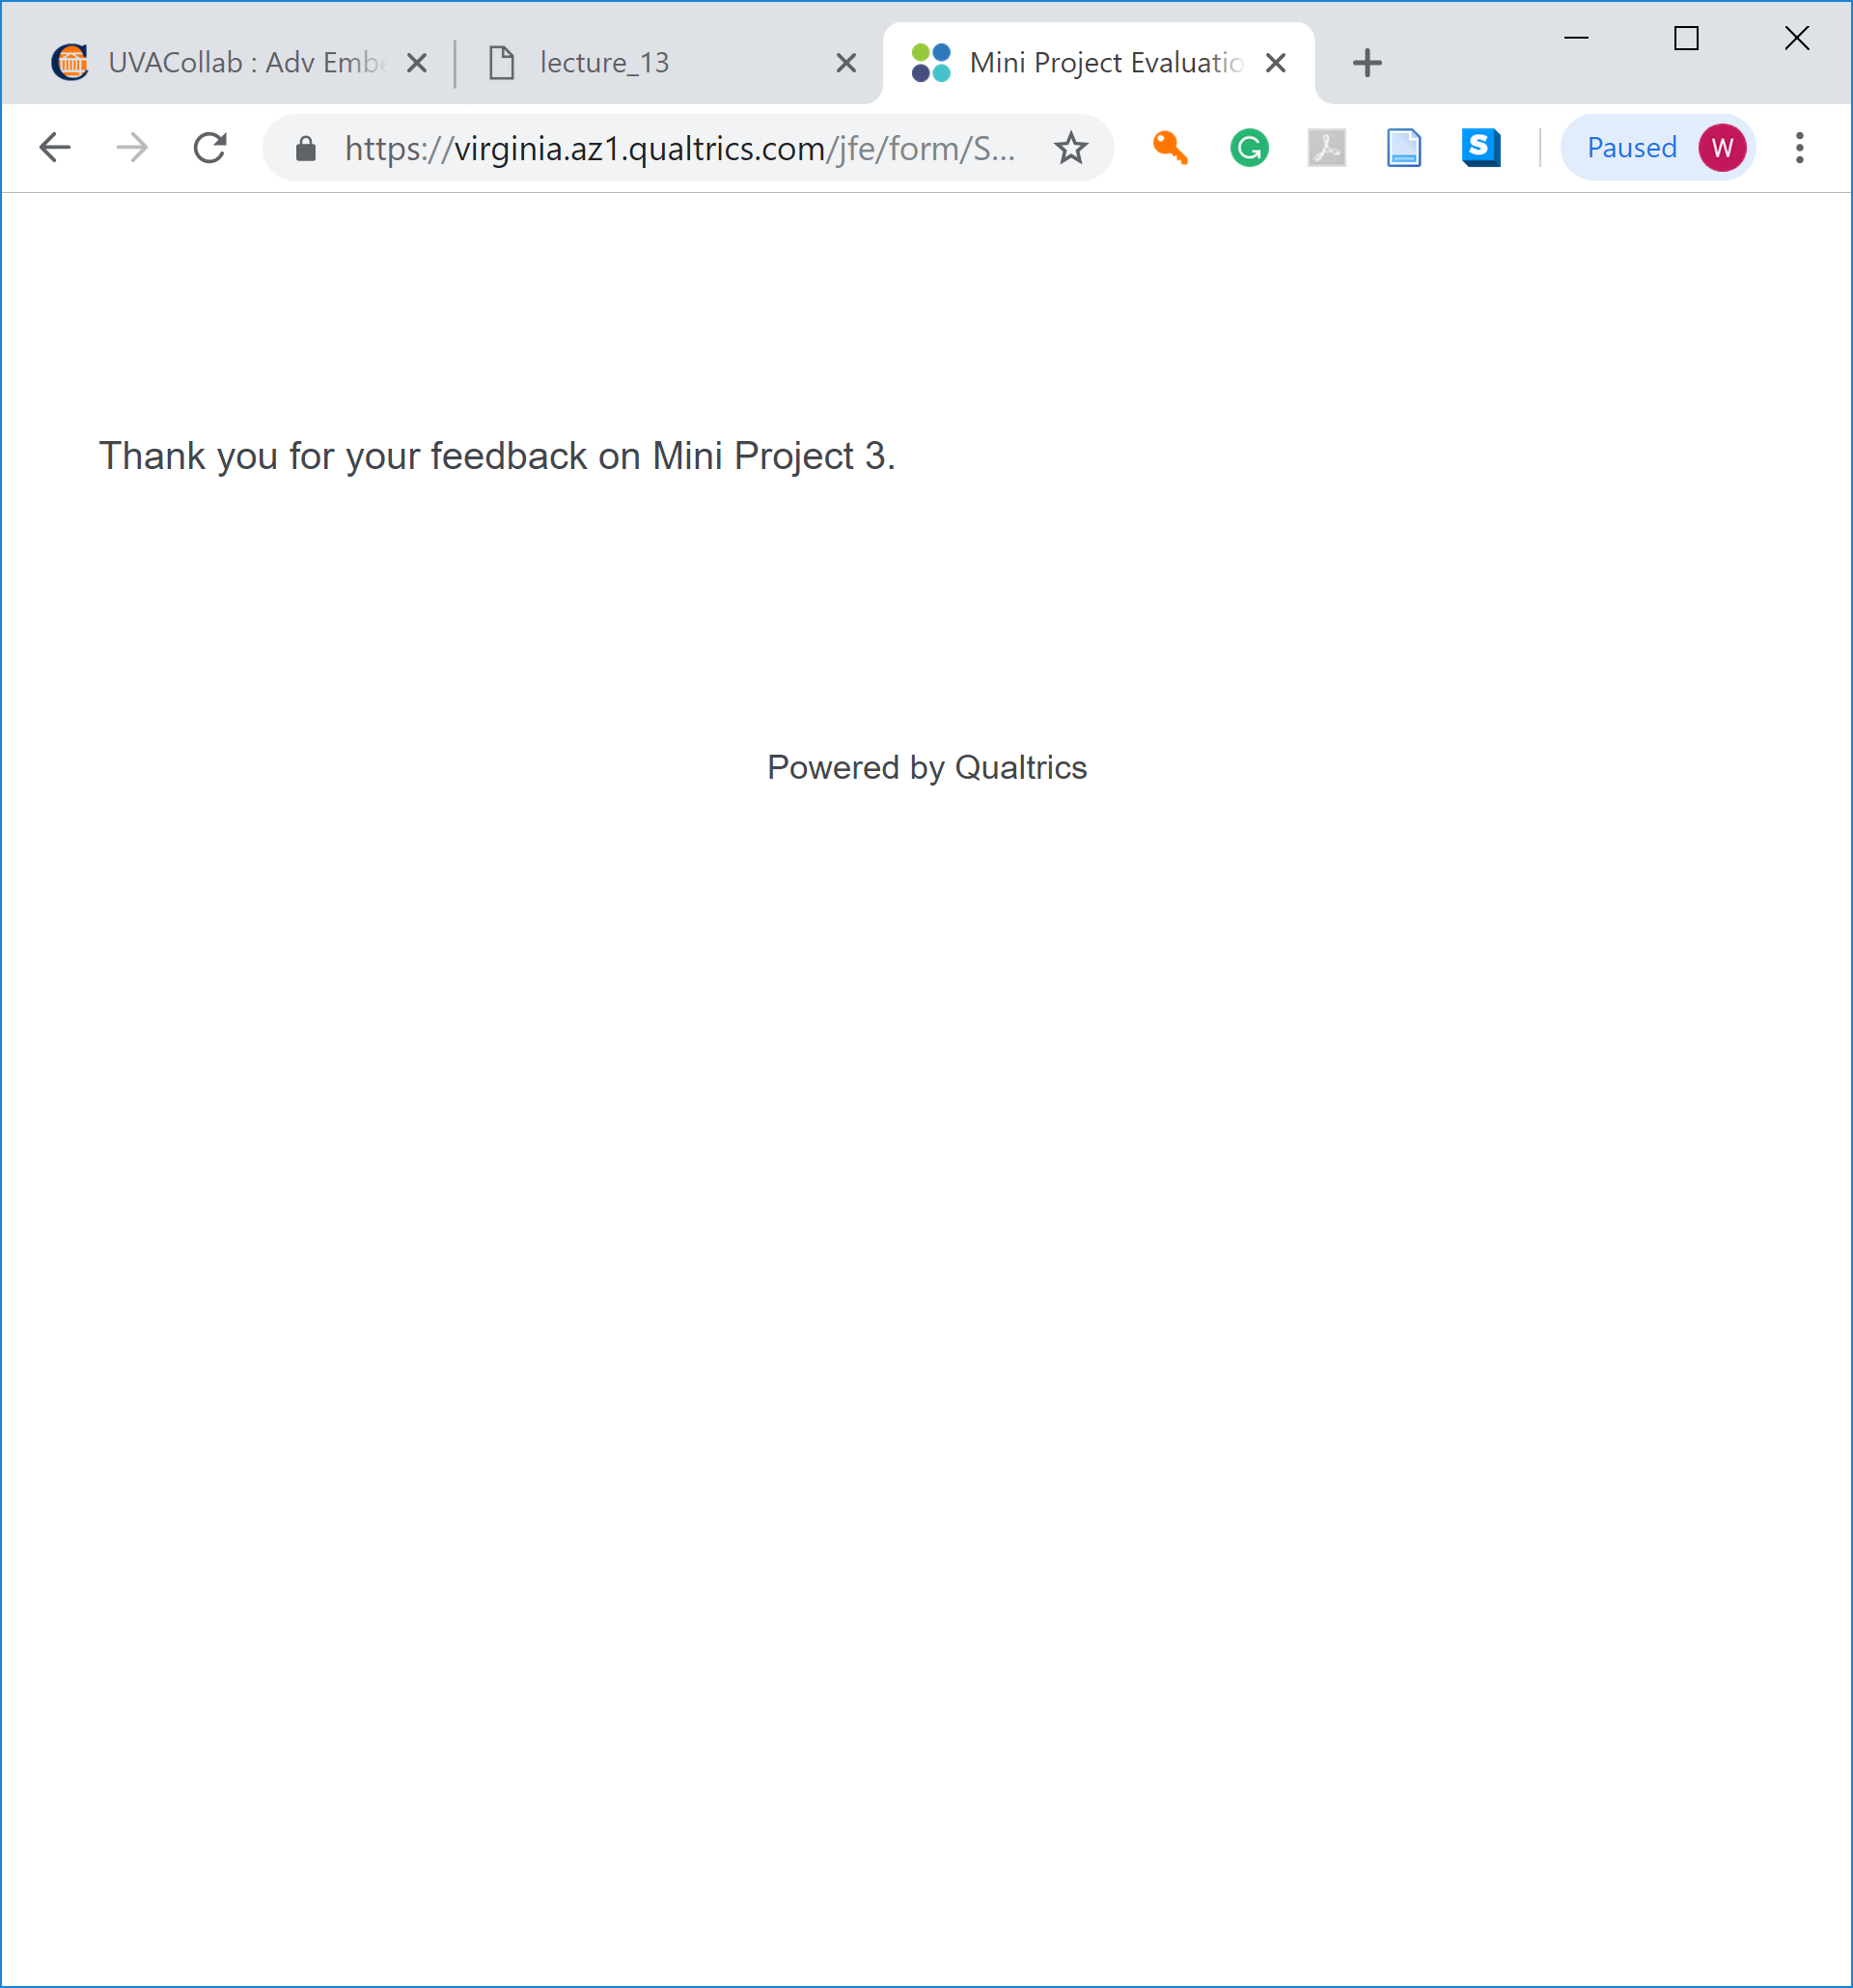 UVACollab : Adv Embe
lecture_13
Mini Project Evaluatio
https://virginia.az1.qualtrics.com/jfe/form/S...
Paused W
Thank you for your feedback on Mini Project 3.
Powered by Qualtrics